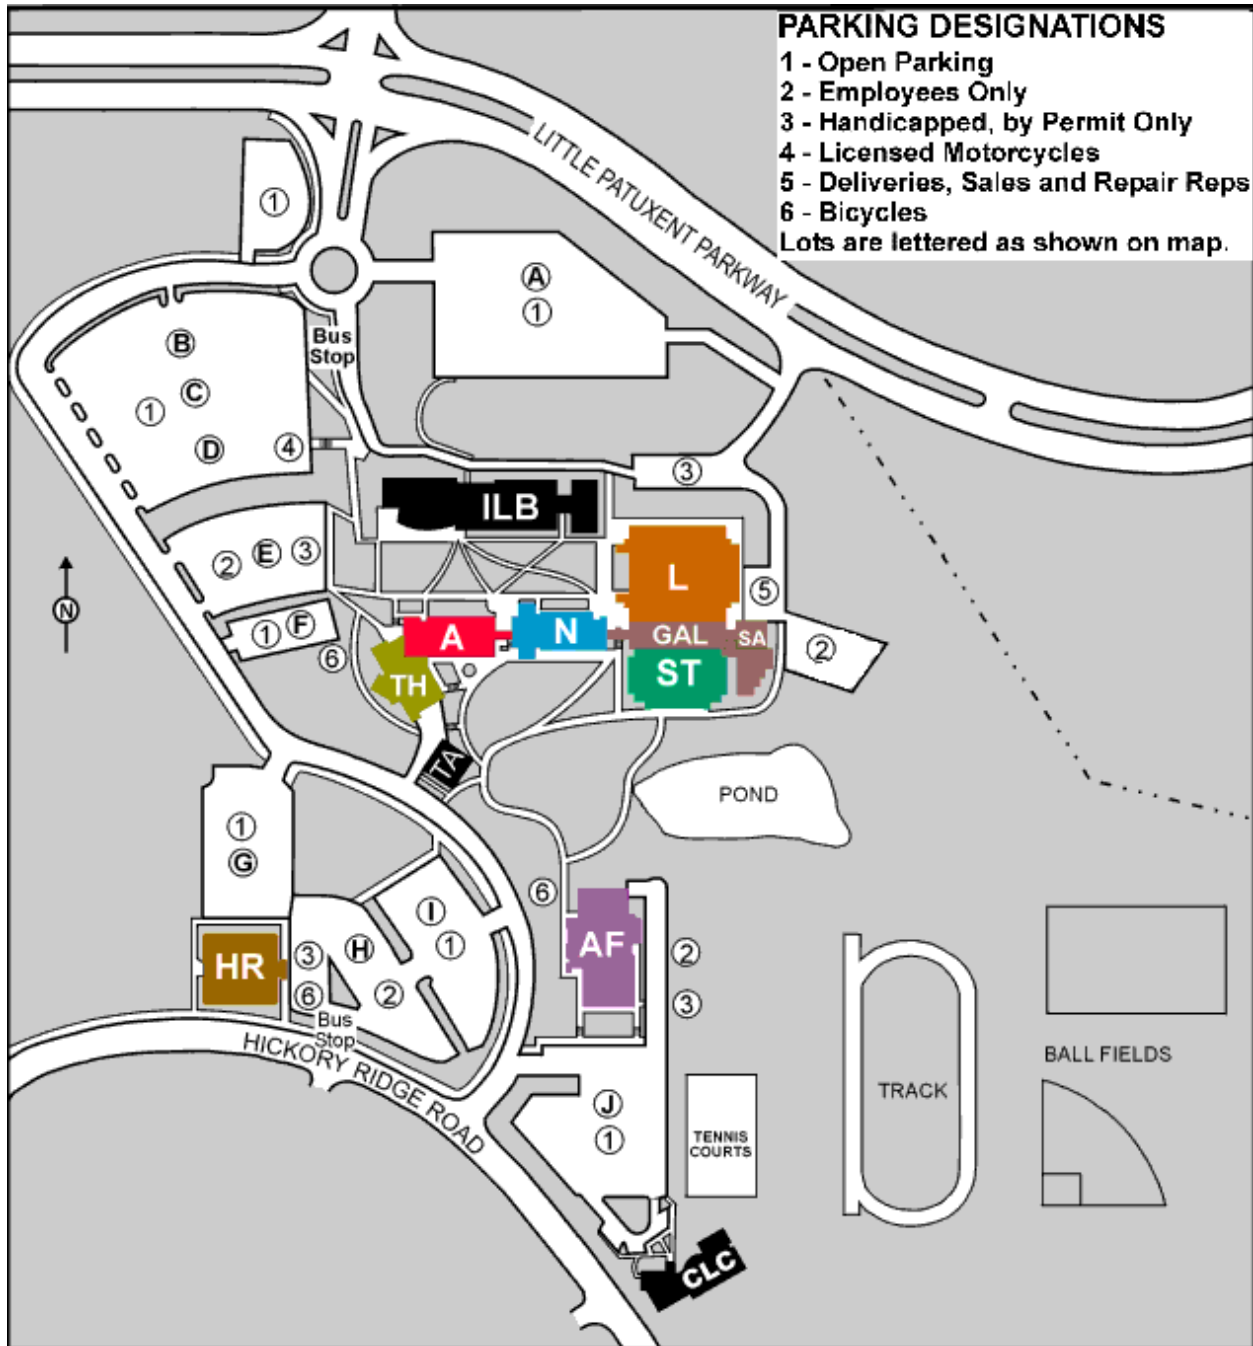 PARKING DESIGNATIONS
1 - Open Parking
2 - Employees Only
3 - Handicapped, by Permit Only
4 - Licensed Motorcycles
5 - Deliveries, Sales and Repair Reps
6 - Bicycles
Lots are lettered as shown on map.
LITTLE PATUXENT PARKWAY
1
A
1
B
Bus
Stop
C
1
D
4
3
ILB
2 E 3
L
5
N
1 F
A
N
GAL
SA
6
2
TH
ST
TA
POND
1
G
6
I
1
H
AF
HR
3
2
2
6
3
Bus
Stop
HICKORY RIDGE ROAD
BALL FIELDS
TRACK
J
1
TENNIS
COURTS
CLC